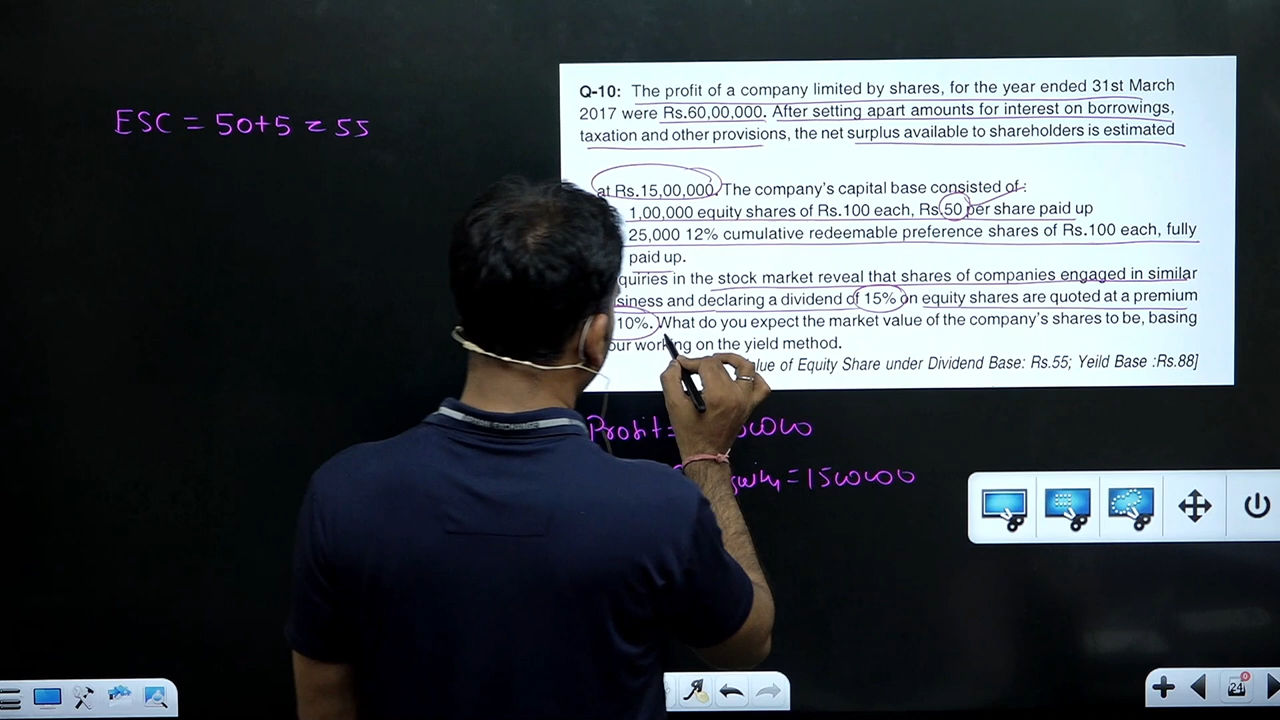 ESC = 50+5 = 55
Q-10: The profit of a company limited by shares, for the year ended 31st March
2017 were Rs.60,00,000. After setting apart amounts for interest on borrowings,
taxation and other provisions, the net surplus available to shareholders is estimated
at Rs.15,00,000. The company's capital base consisted of :
1,00,000 equity shares of Rs.100 each, Rs.50 per share paid up
25,000 12% cumulative redeemable preference shares of Rs.100 each, fully
paid up.
quiries in the stock market reveal that shares of companies engaged in similar
siness and declaring a dividend of 15% on equity shares are quoted at a premium
10%. What do you expect the market value of the company's shares to be, basing
our working on the yield method.
lue of Equity Share under Dividend Base: Rs.55; Yeild Base :Rs.88]
Profit =
= 1500000
24